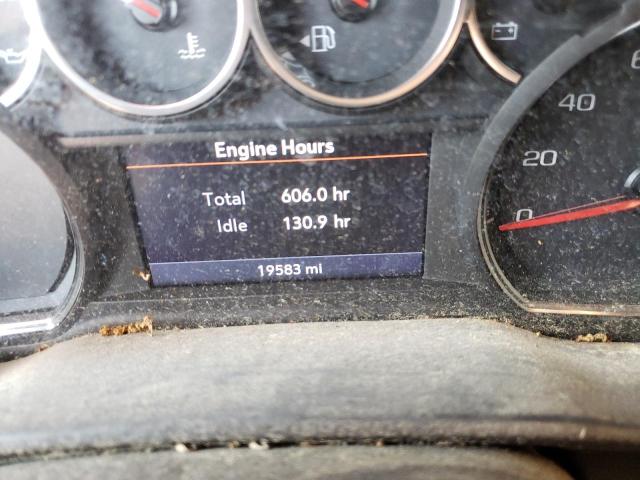 Engine Hours
Total 606.0 hr
Idle 130.9 hr
19583 mi
40
20
0